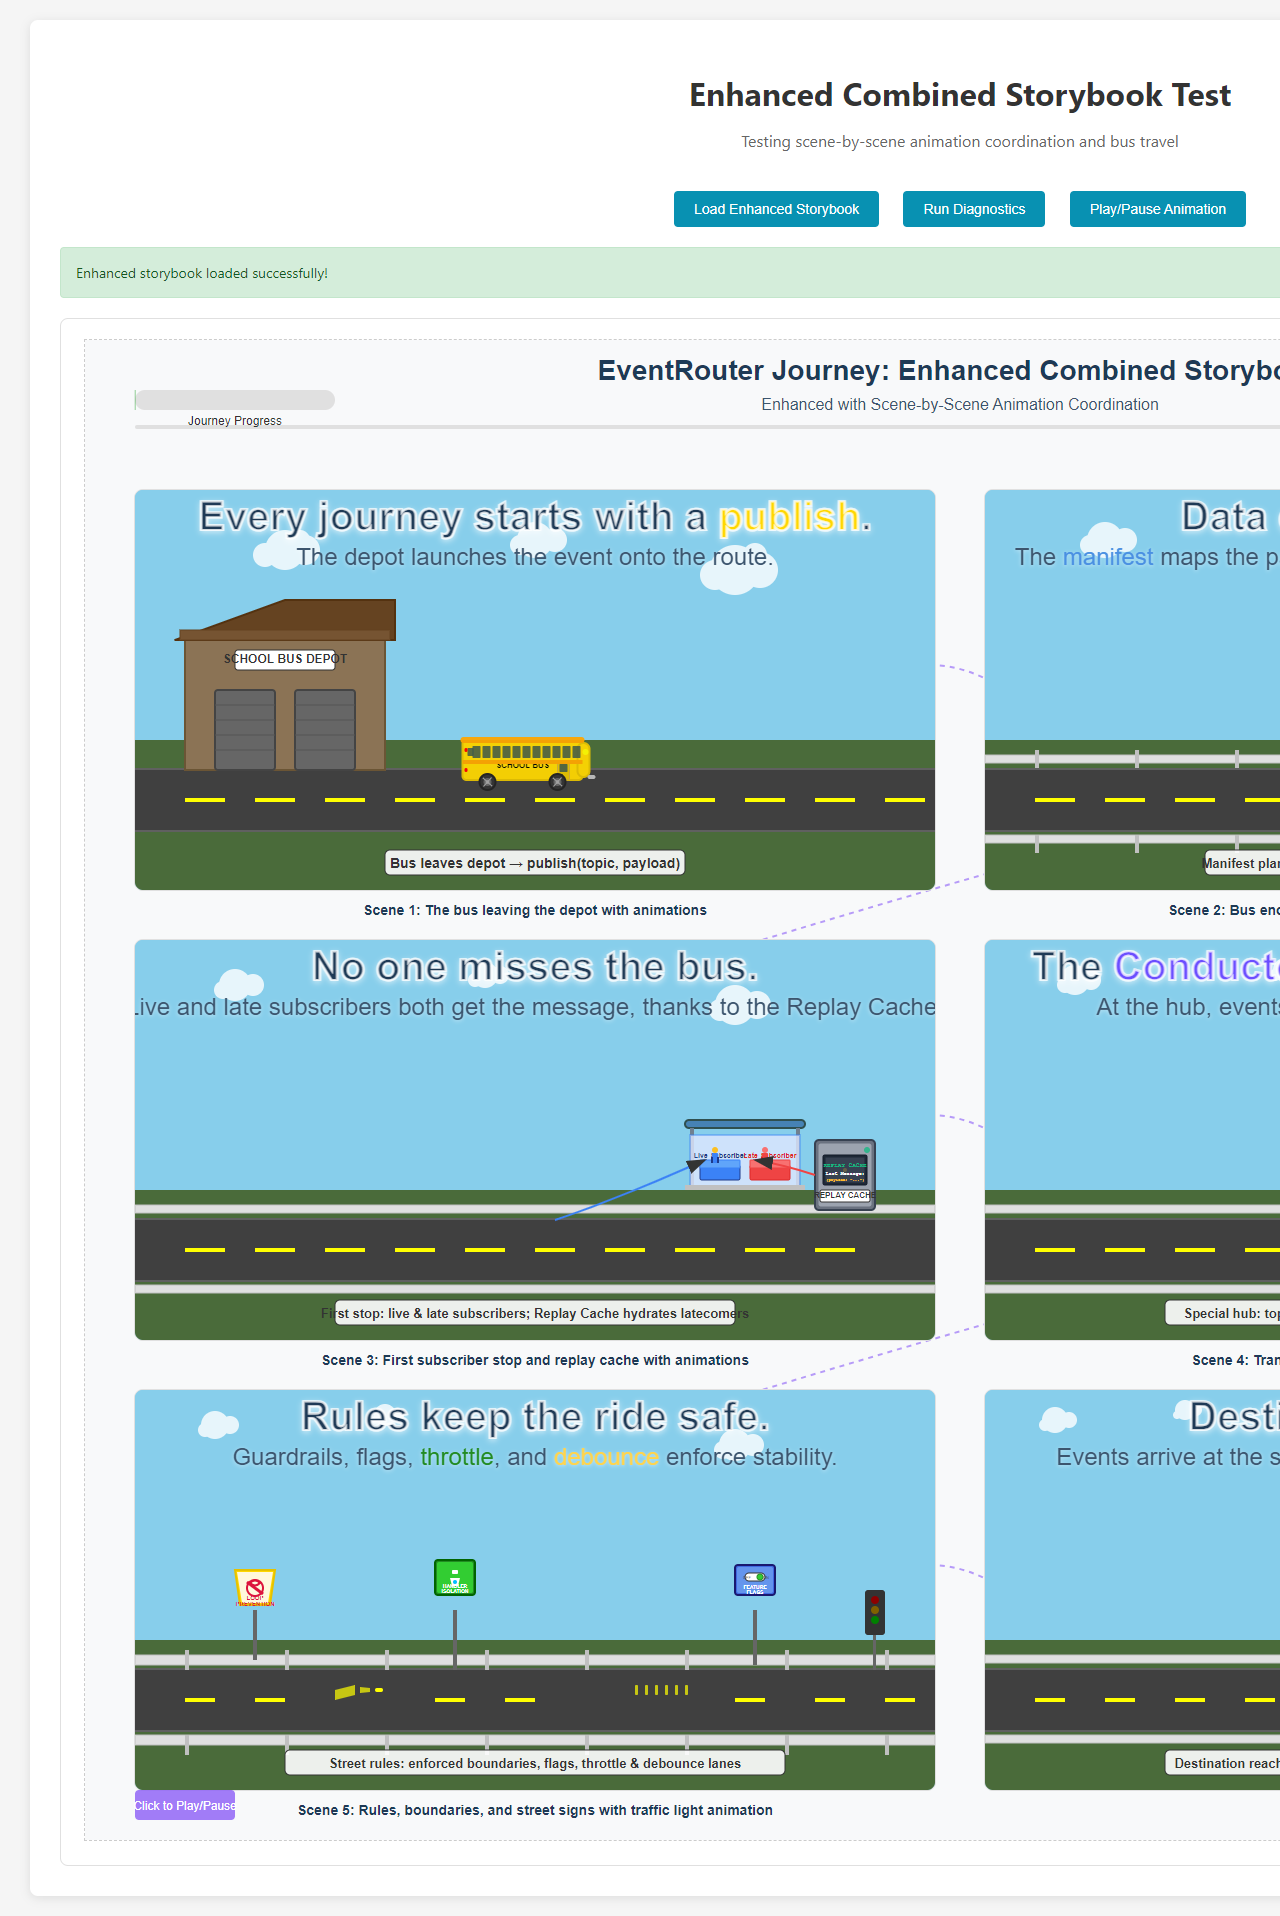 Enhanced Combined Storybook Test
Testing scene-by-scene animation coordination and bus travel
Load Enhanced Storybook
Run Diagnostics
Play/Pause Animation
Enhanced storybook loaded successfully!
EventRouter Journey: Enhanced Combined Storybo
Enhanced with Scene-by-Scene Animation Coordination
Journey Progress
Every journey starts with a publish.
The depot launches the event onto the route.
SCHOOL BUS DEPOT
SCHOOL BUS
Bus leaves depot → publish(topic, payload)
Scene 1: The bus leaving the depot with animations
Data
The manifest maps the p
Manifest plan
Scene 2: Bus enc
No one misses the bus.
Live and late subscribers both get the message, thanks to the Replay Cache
Live
Late
REPLAY CACHE
Last Message:
REPLAY CACHE
First stop: live & late subscribers; Replay Cache hydrates latecomers
Scene 3: First subscriber stop and replay cache with animations
The Conducto
At the hub, events
Special hub: top
Scene 4: Tran
Rules keep the ride safe.
Guardrails, flags, throttle, and debounce enforce stability.
LOOP
PREVENTION
HANDLER
ISOLATION
FEATURE
FLAGS
Street rules: enforced boundaries, flags, throttle & debounce lanes
Click to Play/Pause
Scene 5: Rules, boundaries, and street signs with traffic light animation
Desti
Events arrive at the s
Destination reach